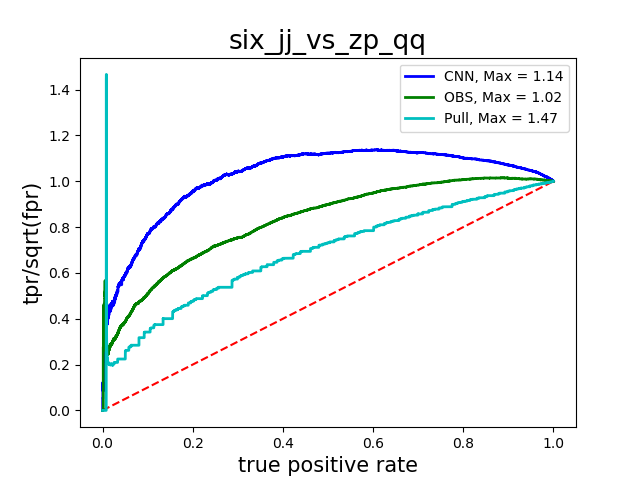 six_jj_vs_zp_qq
CNN, Max = 1.14
OBS, Max = 1.02
Pull, Max = 1.47
tpr/sqrt(fpr)
1.4
1.2
1.0
0.8
0.6
0.4
0.2
0.0
0.0 0.2 0.4 0.6 0.8 1.0
true positive rate